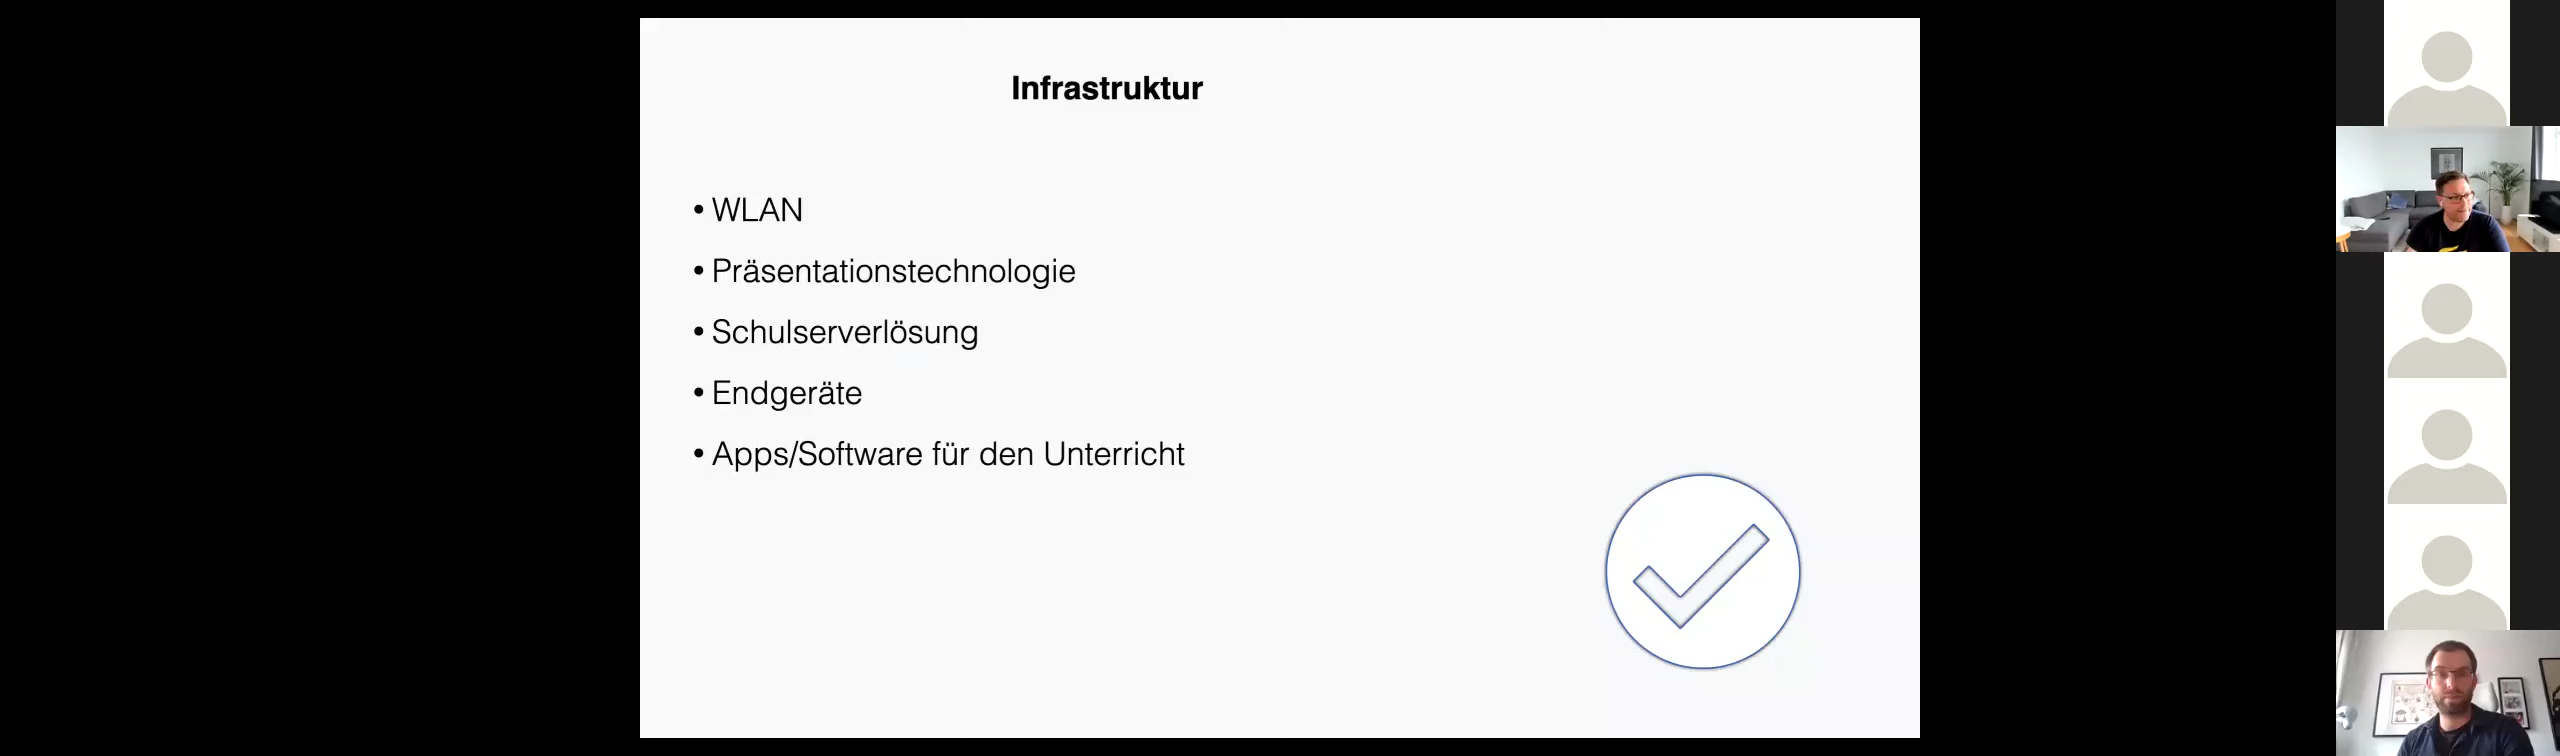 Infrastruktur
• WLAN
• Präsentationstechnologie
• Schulserverlösung
• Endgeräte
• Apps/Software für den Unterricht